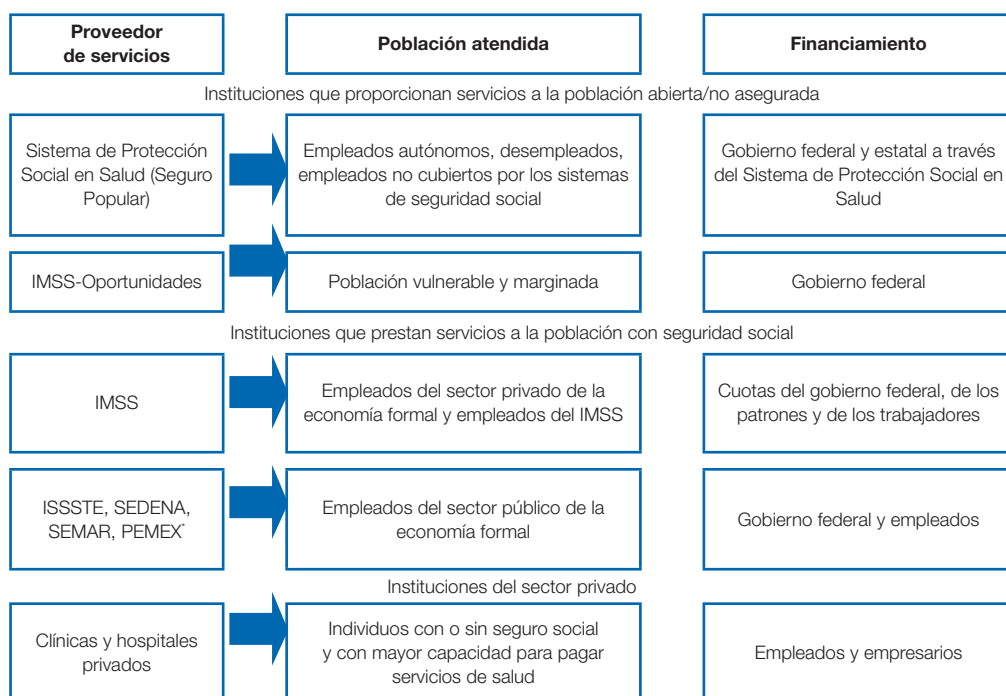 Proveedor
de servicios
Población atendida
Financiamiento
Instituciones que proporcionan servicios a la población abierta/no asegurada
Sistema de Protección
Social en Salud (Seguro
Popular)
Empleados autónomos, desempleados,
empleados no cubiertos por los sistemas
de seguridad social
Gobierno federal y estatal a través
del Sistema de Protección Social en
Salud
IMSS-Oportunidades
Población vulnerable y marginada
Gobierno federal
Instituciones que prestan servicios a la población con seguridad social
IMSS
Empleados del sector privado de la
economía formal y empleados del IMSS
Cuotas del gobierno federal, de los
patrones y de los trabajadores
ISSSTE, SEDENA,
SEMAR, PEMEX*
Empleados del sector público de la
economía formal
Gobierno federal y empleados
Instituciones del sector privado
Clínicas y hospitales
privados
Individuos con o sin seguro social
y con mayor capacidad para pagar
servicios de salud
Empleados y empresarios